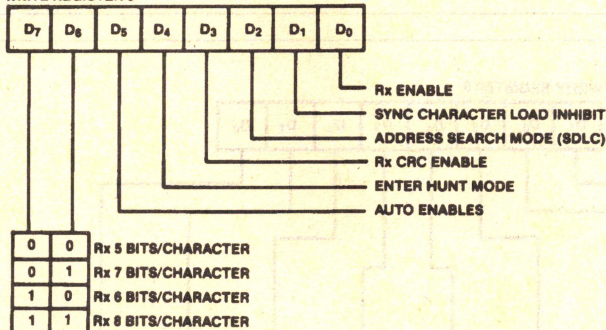 D7 D6 D5 D4 D3 D2 D1 D0
Rx ENABLE
SYNC CHARACTER LOAD INHIBIT
ADDRESS SEARCH MODE (SDLC)
Rx CRC ENABLE
ENTER HUNT MODE
AUTO ENABLES
0 0 Rx 5 BITS/CHARACTER
0 1 Rx 7 BITS/CHARACTER
1 0 Rx 6 BITS/CHARACTER
1 1 Rx 8 BITS/CHARACTER